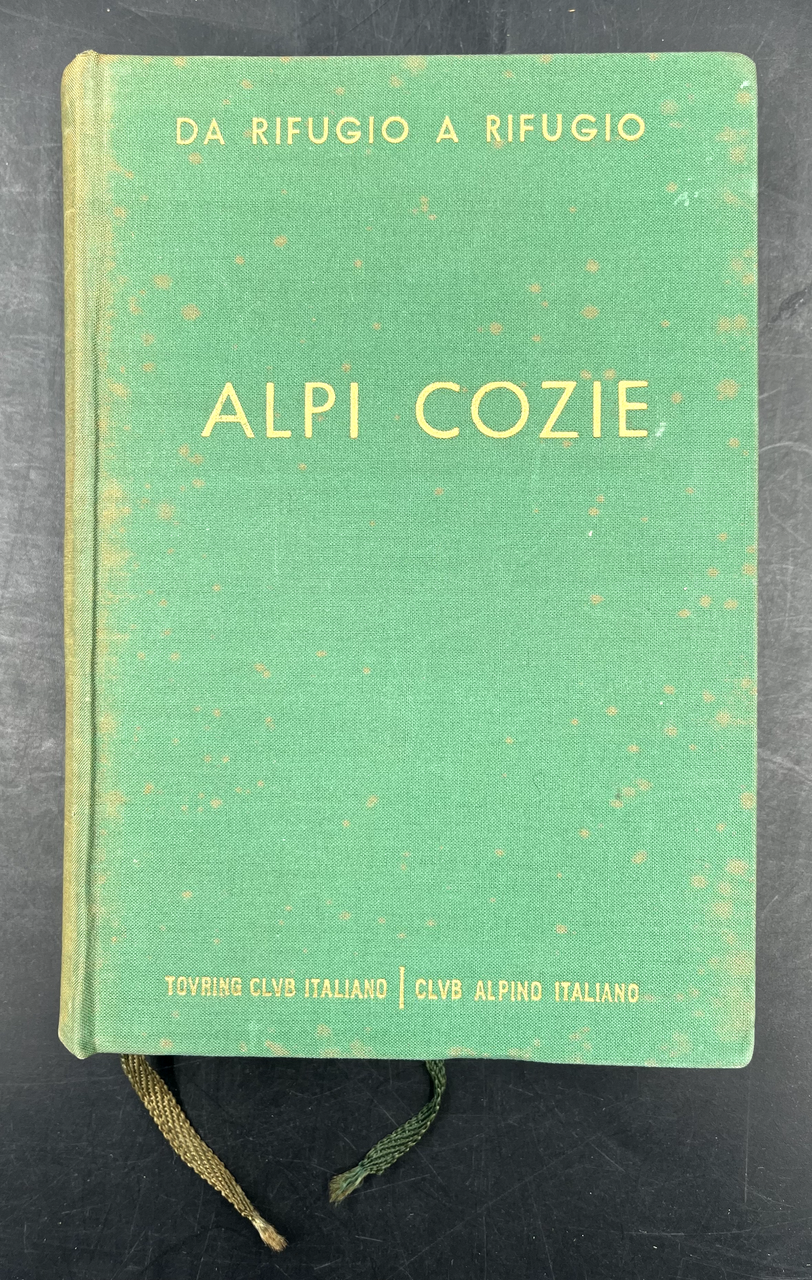 DA RIFUGIO A RIFUGIO
ALPI COZIE
TOVRING CLVB ITALIANO | CLVB ALPINO ITALIANO